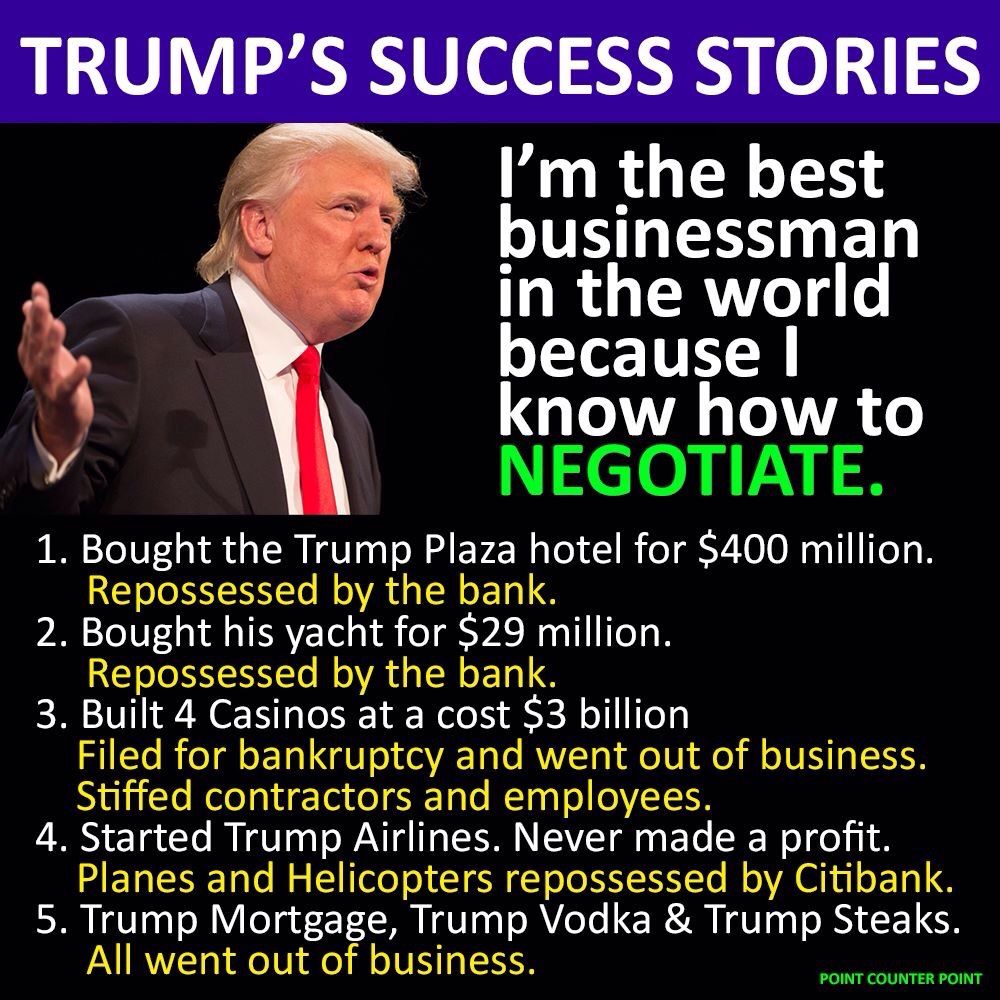 TRUMP'S SUCCESS STORIES
I'm the best
businessman
in the world
because I
know how to
NEGOTIATE.
1. Bought the Trump Plaza hotel for $400 million.
Repossessed by the bank.
2. Bought his yacht for $29 million.
Repossessed by the bank.
3. Built 4 Casinos at a cost $3 billion
Filed for bankruptcy and went out of business.
Stiffed contractors and employees.
4. Started Trump Airlines. Never made a profit.
Planes and Helicopters repossessed by Citibank.
5. Trump Mortgage, Trump Vodka & Trump Steaks.
All went out of business.
POINT COUNTER POINT